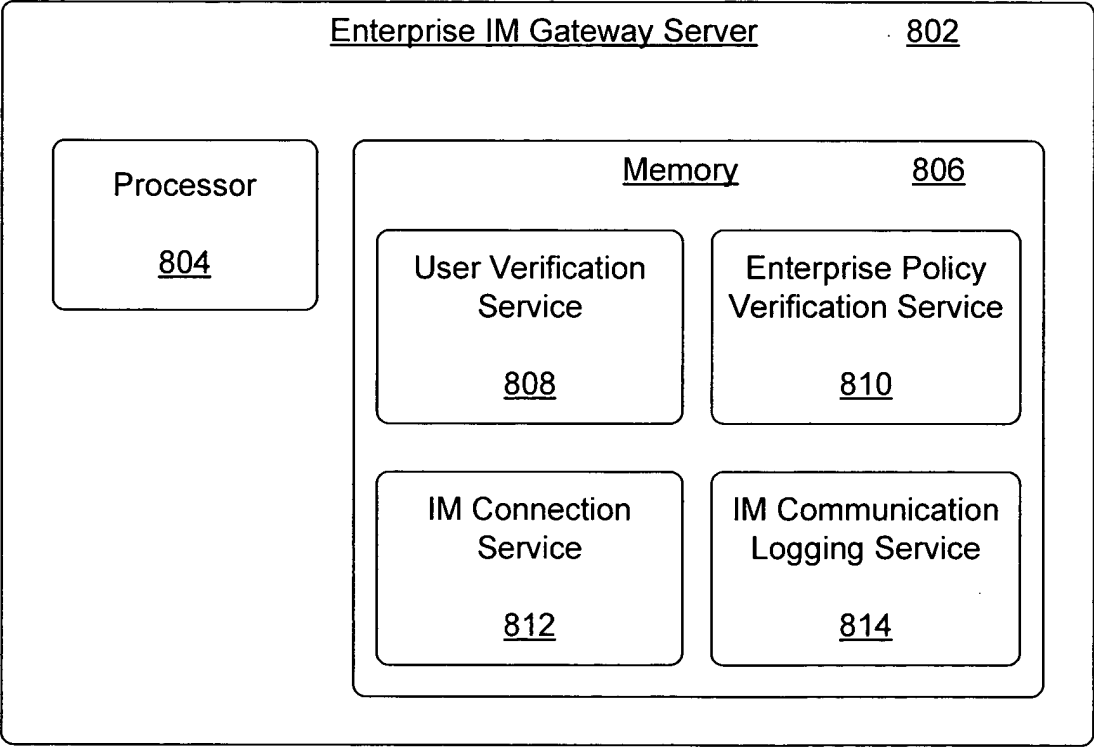 Enterprise IM Gateway Server 802
Processor
804
Memory 806
User Verification
Service
808
Enterprise Policy
Verification Service
810
IM Connection
Service
812
IM Communication
Logging Service
814